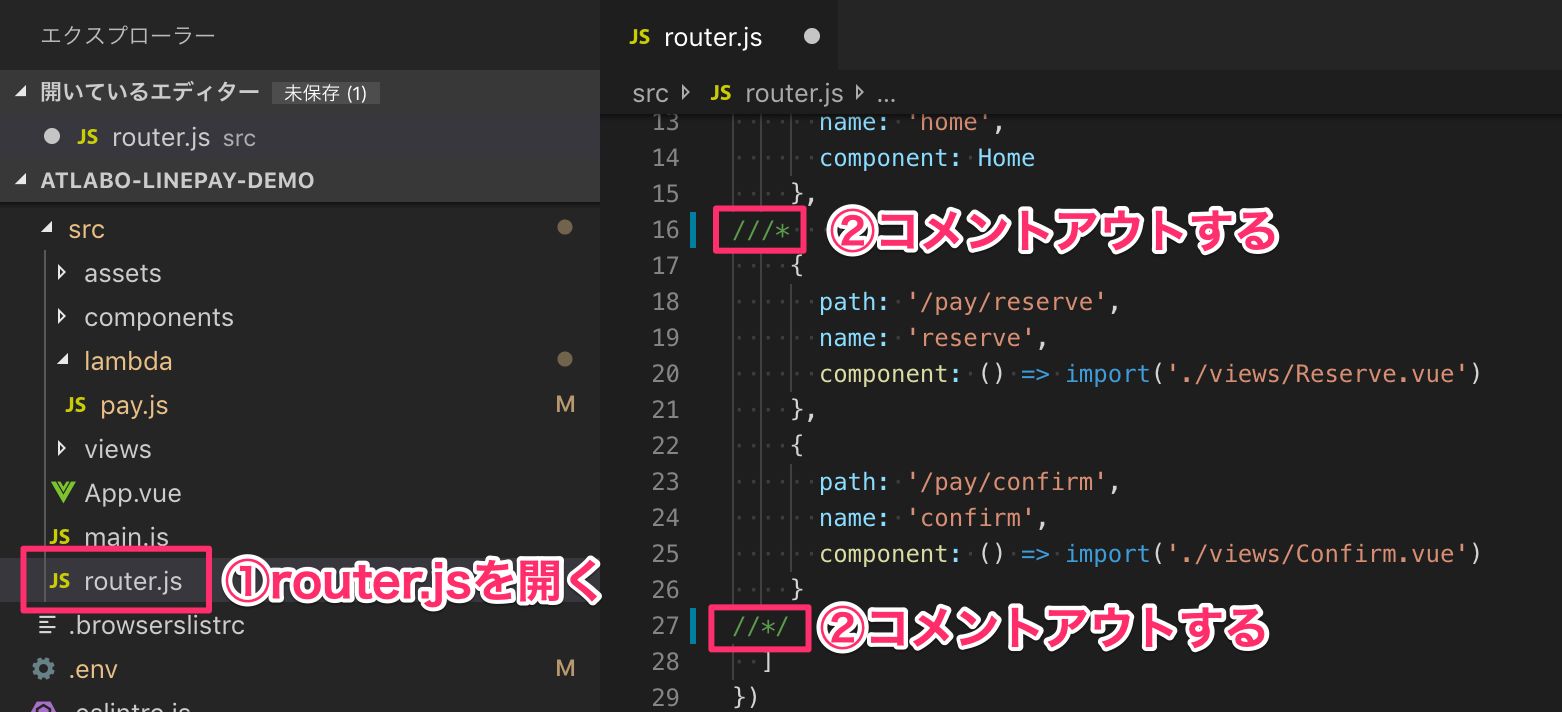 エクスプローラー
開いているエディター 未保存 (1)
JS router.js src
ATLABO-LINEPAY-DEMO
src
assets
components
lambda
JS pay.js M
views
App.vue
JS main.js
JS router.js ①router.jsを開く
.browserslistrc
.env M
.eslintrc.js
JS router.js
src JS router.js ...
13 name: 'home',
14 component: Home
15 },
16 ///* ②コメントアウトする
17 {
18 path: '/pay/reserve',
19 name: 'reserve',
20 component: () => import('./views/Reserve.vue')
21 },
22 {
23 path: '/pay/confirm',
24 name: 'confirm',
25 component: () => import('./views/Confirm.vue')
26 }
27 //*/ ②コメントアウトする
28 ]
29 })